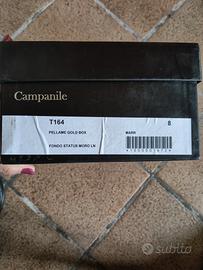 Campanile
T164
8
PELLAME GOLD BOX
MARR
FONDO STATUS MORO LN
subito